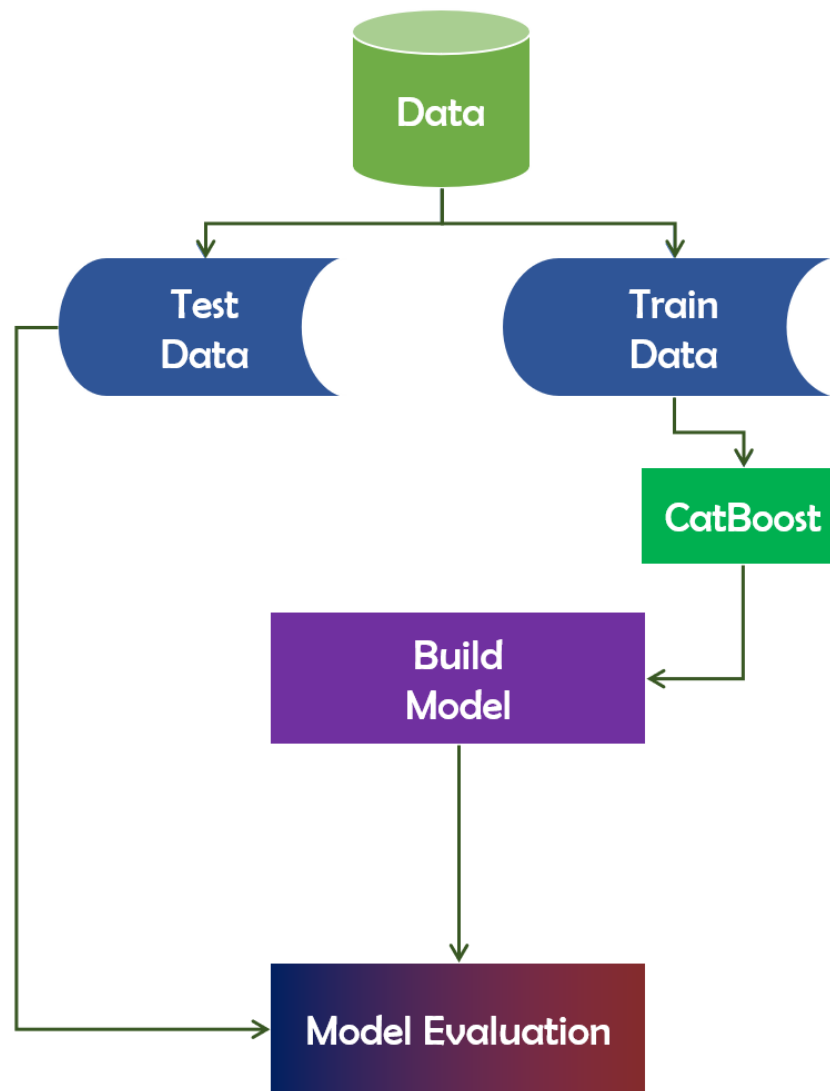 Data
Test
Data
Train
Data
CatBoost
Build
Model
Model Evaluation